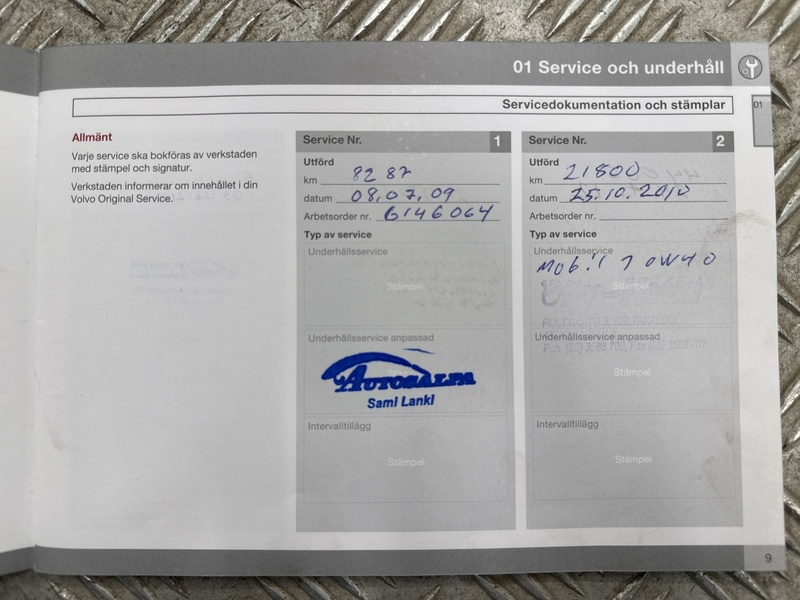 01 Service och underhåll
Servicedokumentation och stämplar
01
Allmänt
Varje service ska bokföras av verkstaden
med stämpel och signatur.
Verkstaden informerar om innehållet i din
Volvo Original Service.
Service Nr. 1
Utförd
km 8287
datum 08.07.09
Arbetsorder nr. 6146064
Typ av service
Underhållsservice
Stämpel
Underhållsservice anpassad
Stämpel
AUTOSALPA
Sami Lanki
Intervalltillägg
Stämpel
Service Nr. 2
Utförd
km 21800
datum 25.10.2010
Arbetsorder nr.
Typ av service
Underhållsservice
Mobil 1 0W40
Stämpel
Underhållsservice anpassad
Stämpel
Intervalltillägg
Stämpel
9